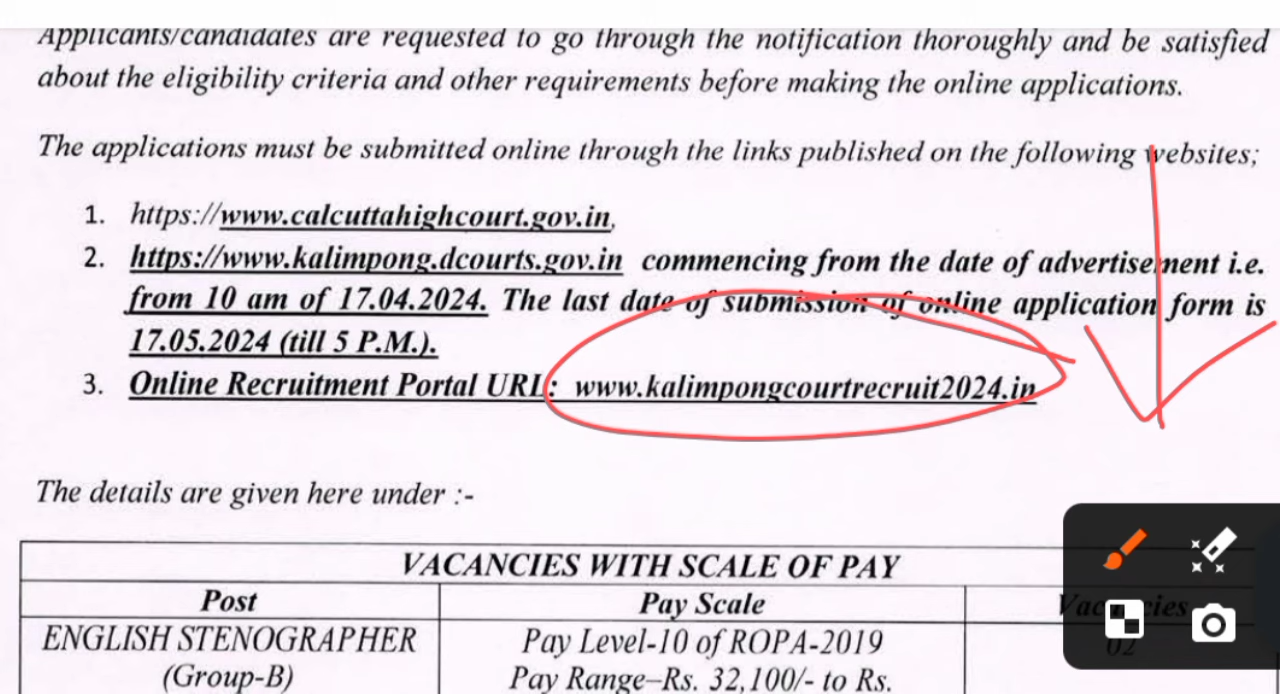 Applicants/candidates are requested to go through the notification thoroughly and be satisfied
about the eligibility criteria and other requirements before making the online applications.
The applications must be submitted online through the links published on the following websites;
1. https://www.calcuttahighcourt.gov.in,
2. https://www.kalimpong.dcourts.gov.in commencing from the date of advertisement i.e.
from 10 am of 17.04.2024. The last date of submission of online application form is
17.05.2024 (till 5 P.M.).
3. Online Recruitment Portal URL: www.kalimpongcourtrecruit2024.in
The details are given here under :-
VACANCIES WITH SCALE OF PAY
Post Pay Scale Vacancies
ENGLISH STENOGRAPHER Pay Level-10 of ROPA-2019 02
(Group-B) Pay Range–Rs. 32,100/- to Rs.